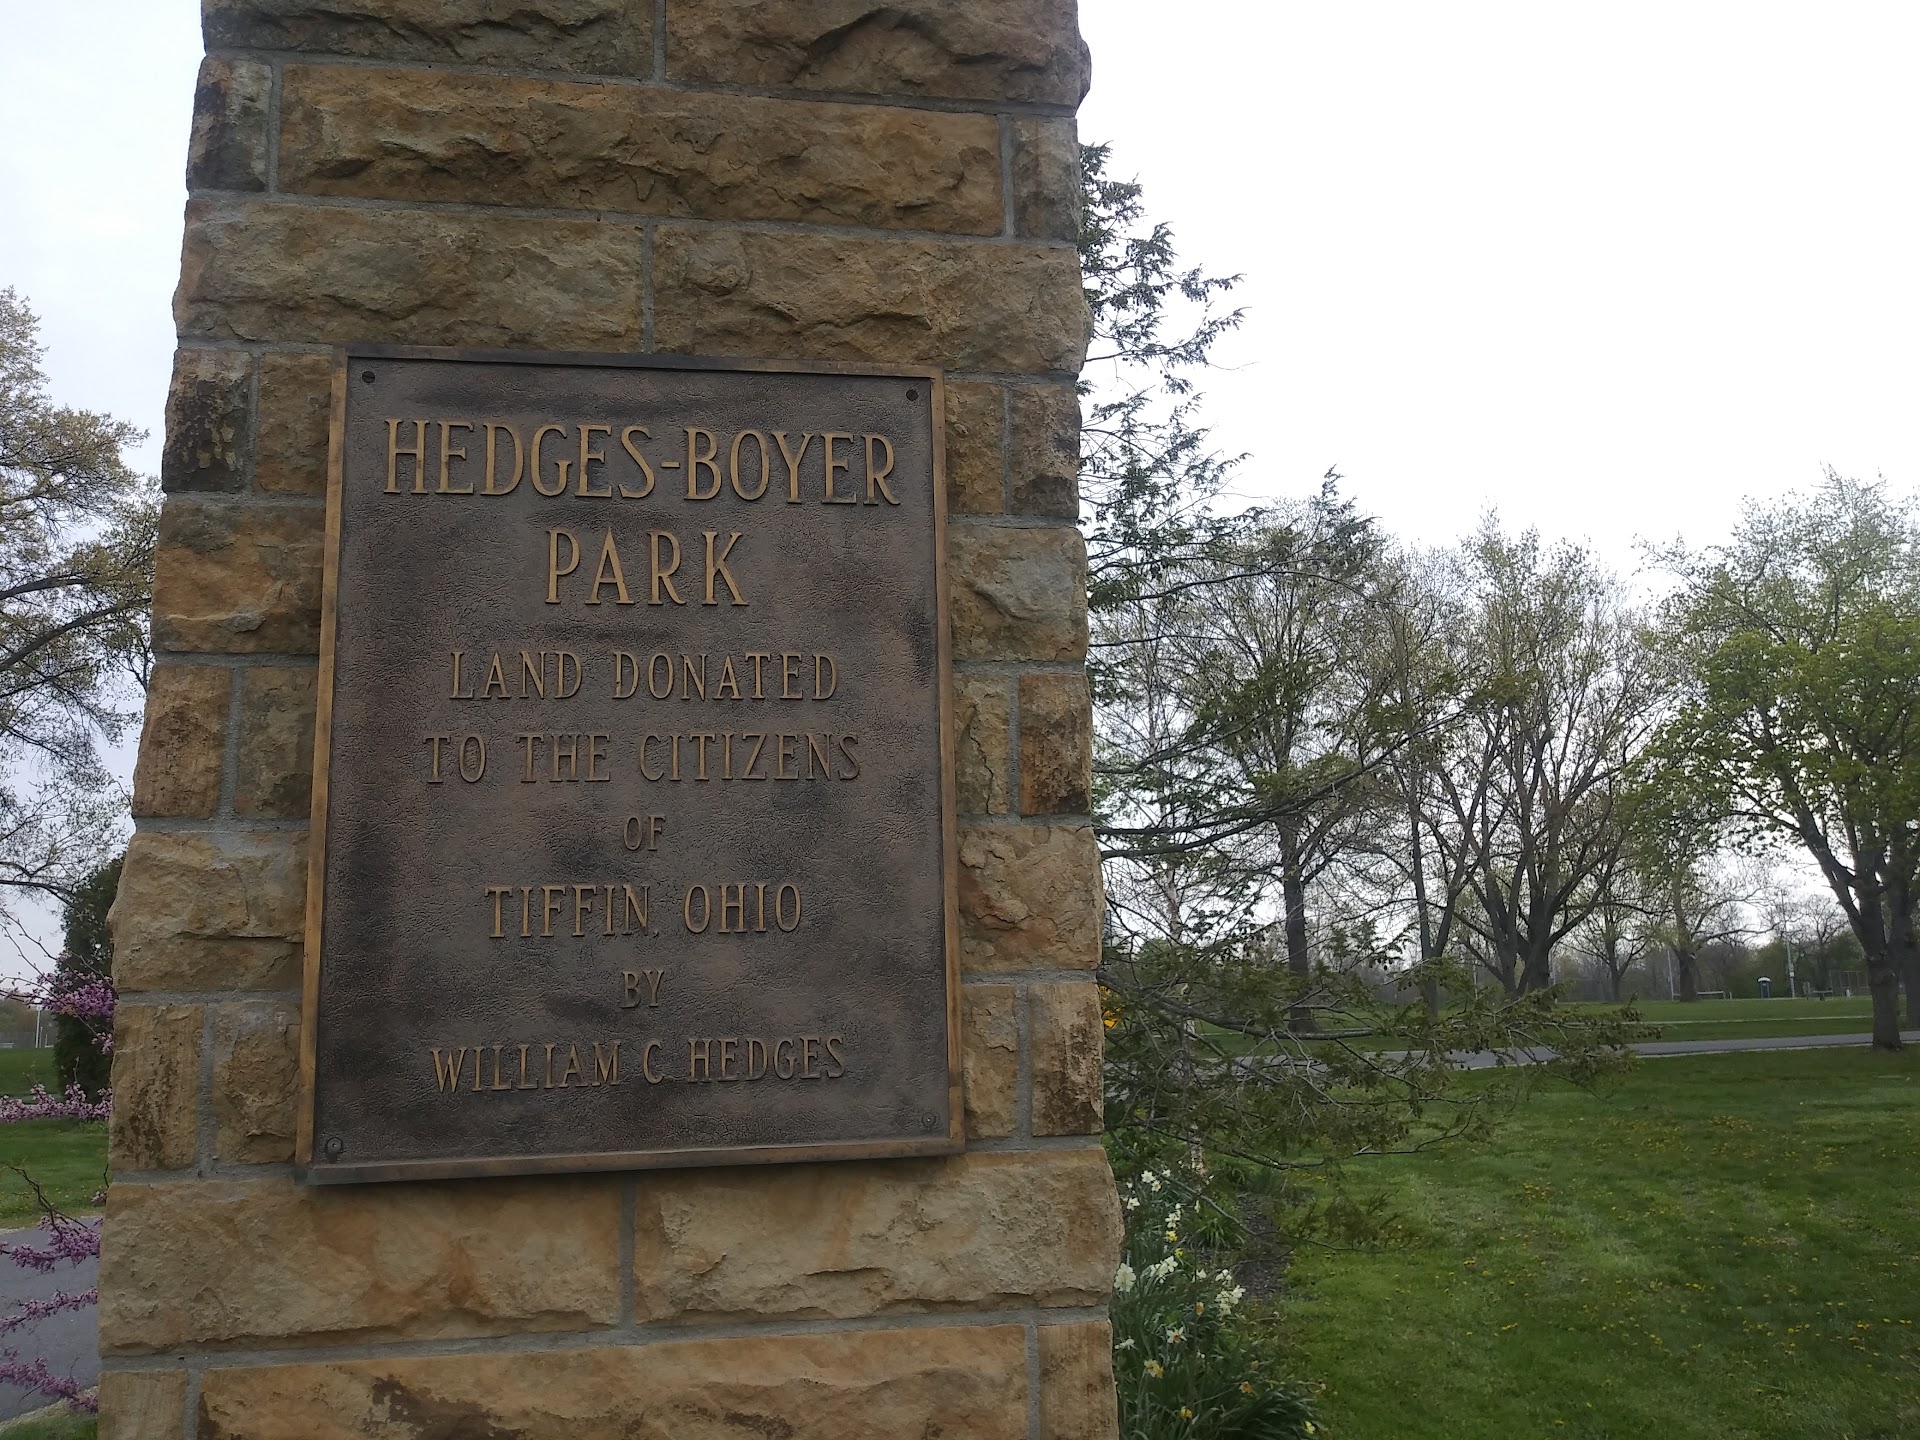 HEDGES-BOYER
PARK
LAND DONATED
TO THE CITIZENS
OF
TIFFIN, OHIO
BY
WILLIAM C HEDGES